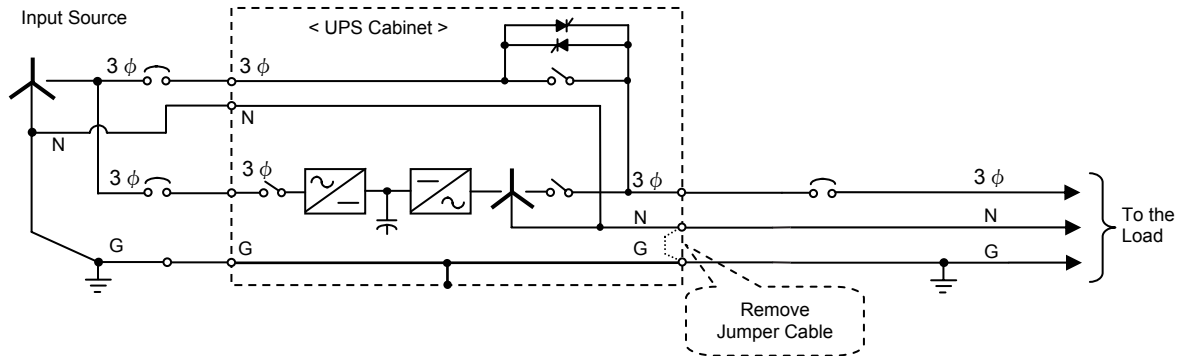 Input Source
< UPS Cabinet >
3 ϕ
3 ϕ
N
N
3 ϕ
3 ϕ
3 ϕ
3 ϕ
N
N
G
G
G
G
To the
Load
Remove
Jumper Cable